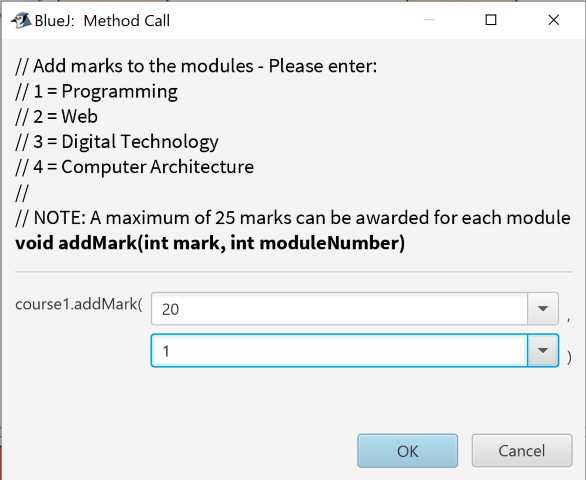 BlueJ: Method Call
// Add marks to the modules - Please enter:
// 1 = Programming
// 2 = Web
// 3 = Digital Technology
// 4 = Computer Architecture
//
// NOTE: A maximum of 25 marks can be awarded for each module
void addMark(int mark, int moduleNumber)
course1.addMark( 20 ,
1 )
OK Cancel